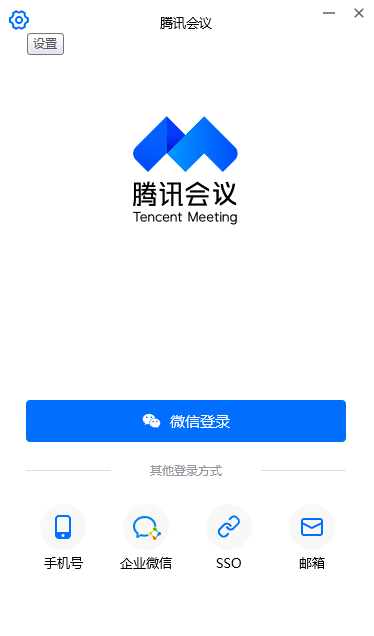 腾讯会议
设置
腾讯会议
Tencent Meeting
微信登录
其他登录方式
手机号 企业微信 SSO 邮箱